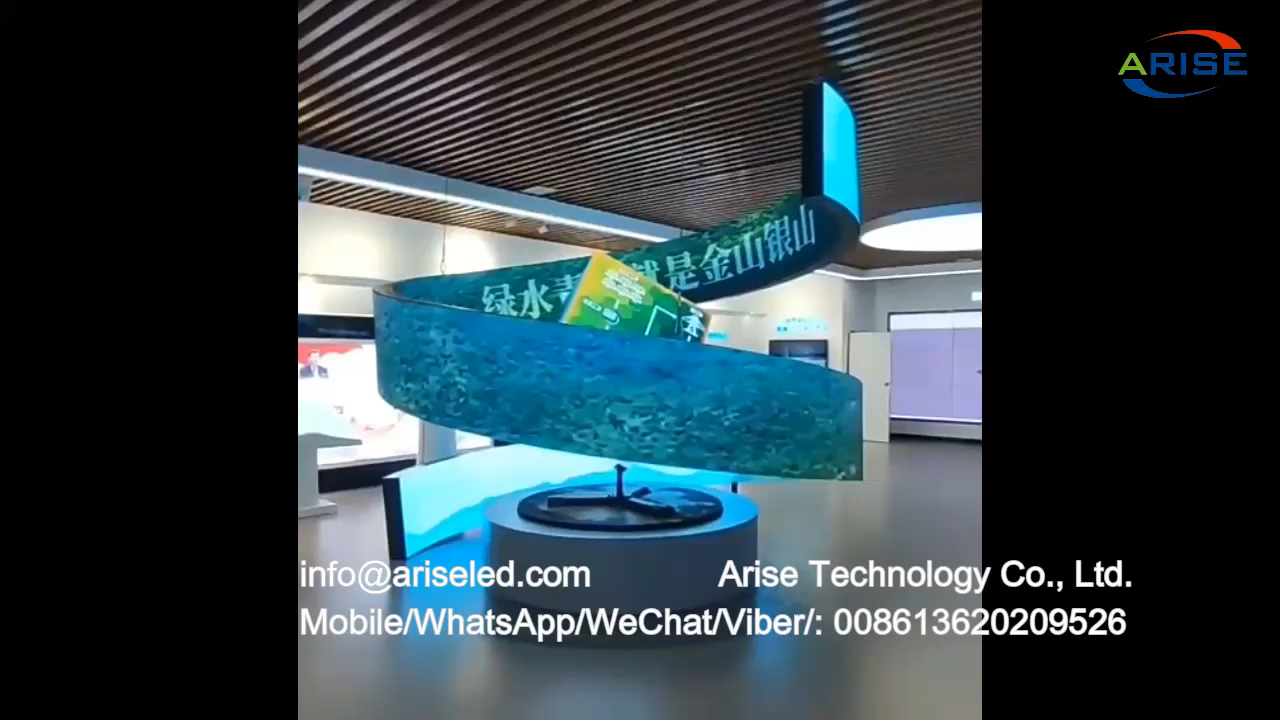 ARISE
绿水青 就是金山银山
info@ariseled.com
Arise Technology Co., Ltd.
Mobile/WhatsApp/WeChat/Viber/: 008613620209526